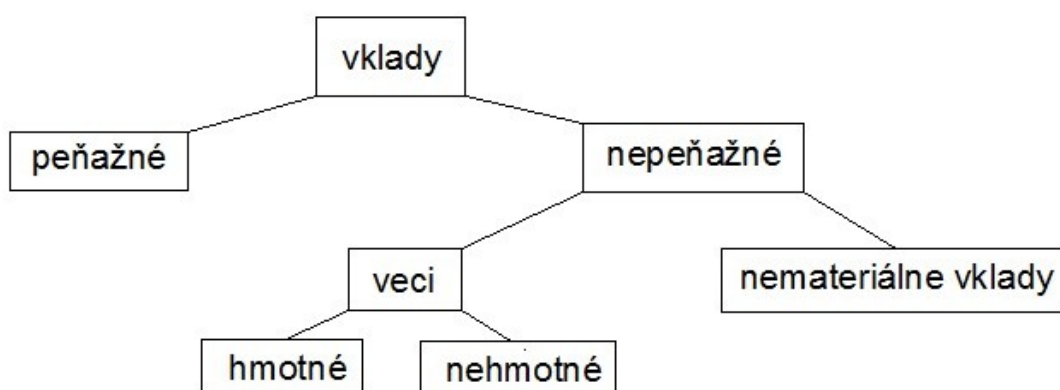 vklady
peňažné
nepeňažné
veci
nemateriálne vklady
hmotné
nehmotné